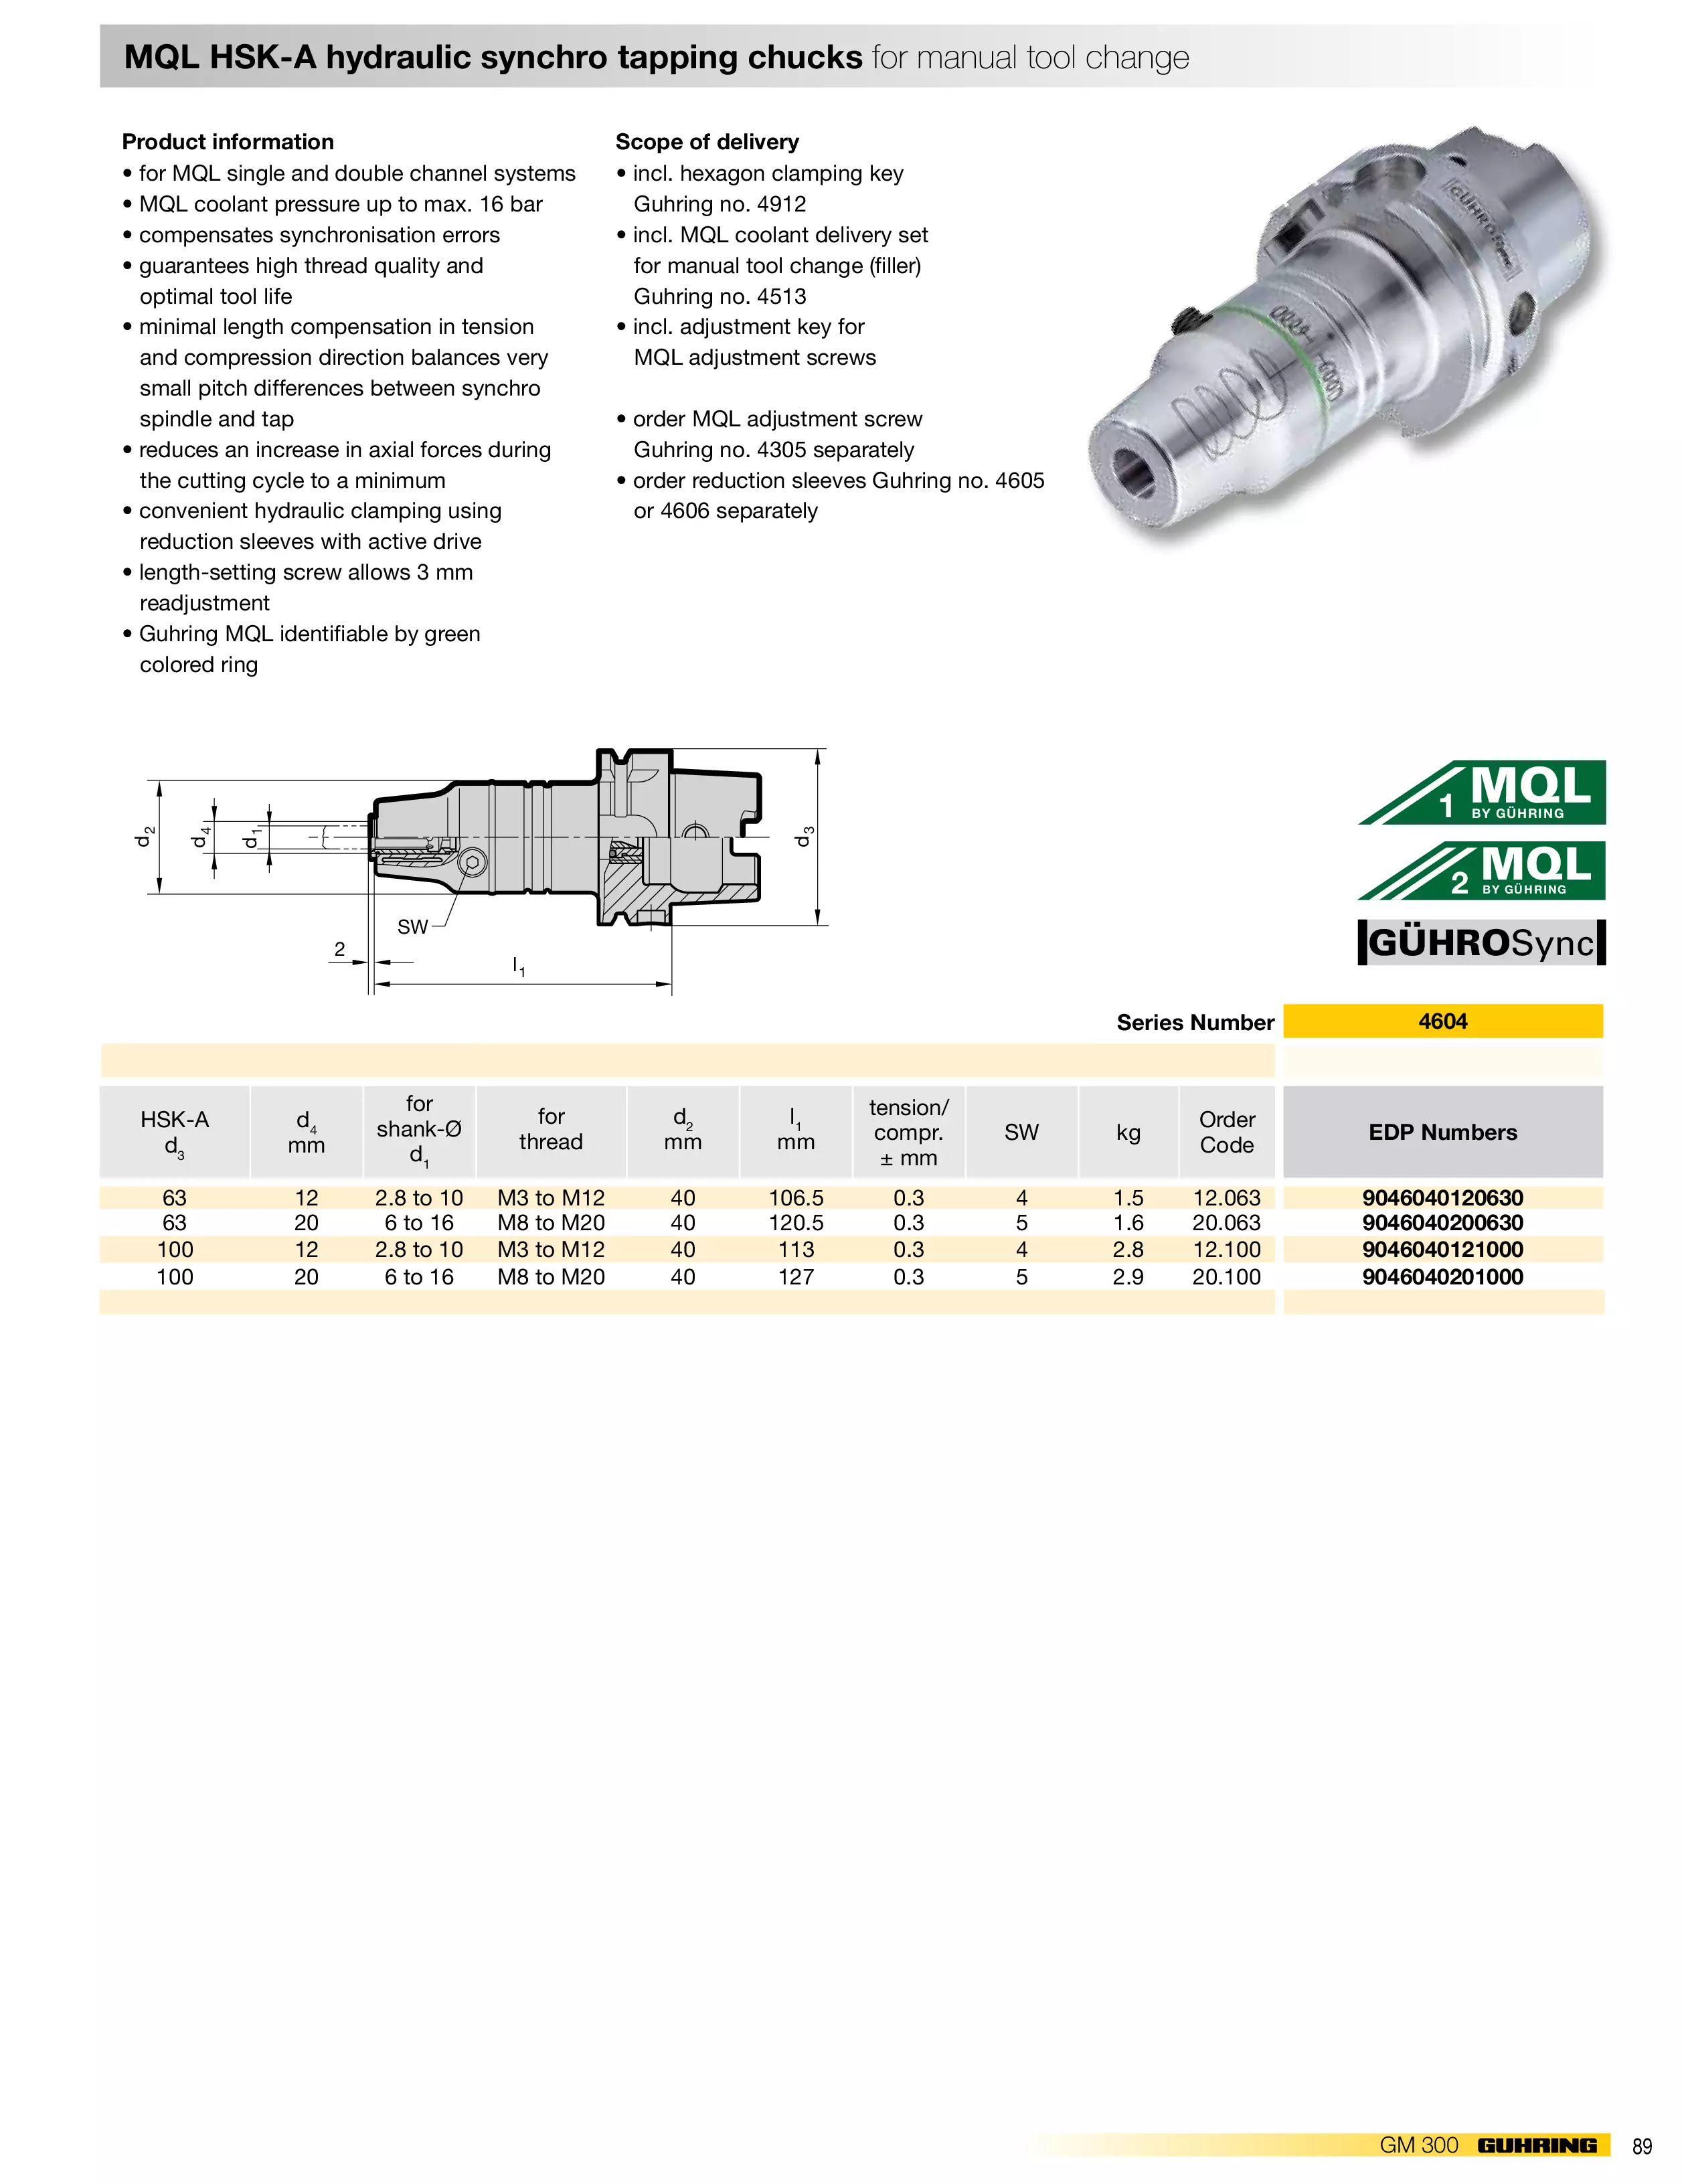 MQL HSK-A hydraulic synchro tapping chucks for manual tool change
Product information
• for MQL single and double channel systems
• MQL coolant pressure up to max. 16 bar
• compensates synchronisation errors
• guarantees high thread quality and
optimal tool life
• minimal length compensation in tension
and compression direction balances very
small pitch differences between synchro
spindle and tap
• reduces an increase in axial forces during
the cutting cycle to a minimum
• convenient hydraulic clamping using
reduction sleeves with active drive
• length-setting screw allows 3 mm
readjustment
• Guhring MQL identifiable by green
colored ring
Scope of delivery
• incl. hexagon clamping key
Guhring no. 4912
• incl. MQL coolant delivery set
for manual tool change (filler)
Guhring no. 4513
• incl. adjustment key for
MQL adjustment screws
• order MQL adjustment screw
Guhring no. 4305 separately
• order reduction sleeves Guhring no. 4605
or 4606 separately
d2
d4
d1
d3
SW
2
l1
1 MQL
BY GÜHRING
2 MQL
BY GÜHRING
GÜHROSync
Series Number 4604
HSK-A d3 | d4 mm | for shank-Ø d1 | for thread | d2 mm | l1 mm | tension/ compr. ± mm | SW | kg | Order Code | EDP Numbers
63 12 2.8 to 10 M3 to M12 40 106.5 0.3 4 1.5 12.063 9046040120630
63 20 6 to 16 M8 to M20 40 120.5 0.3 5 1.6 20.063 9046040200630
100 12 2.8 to 10 M3 to M12 40 113 0.3 4 2.8 12.100 9046040121000
100 20 6 to 16 M8 to M20 40 127 0.3 5 2.9 20.100 9046040201000
GM 300 GUHRING 89